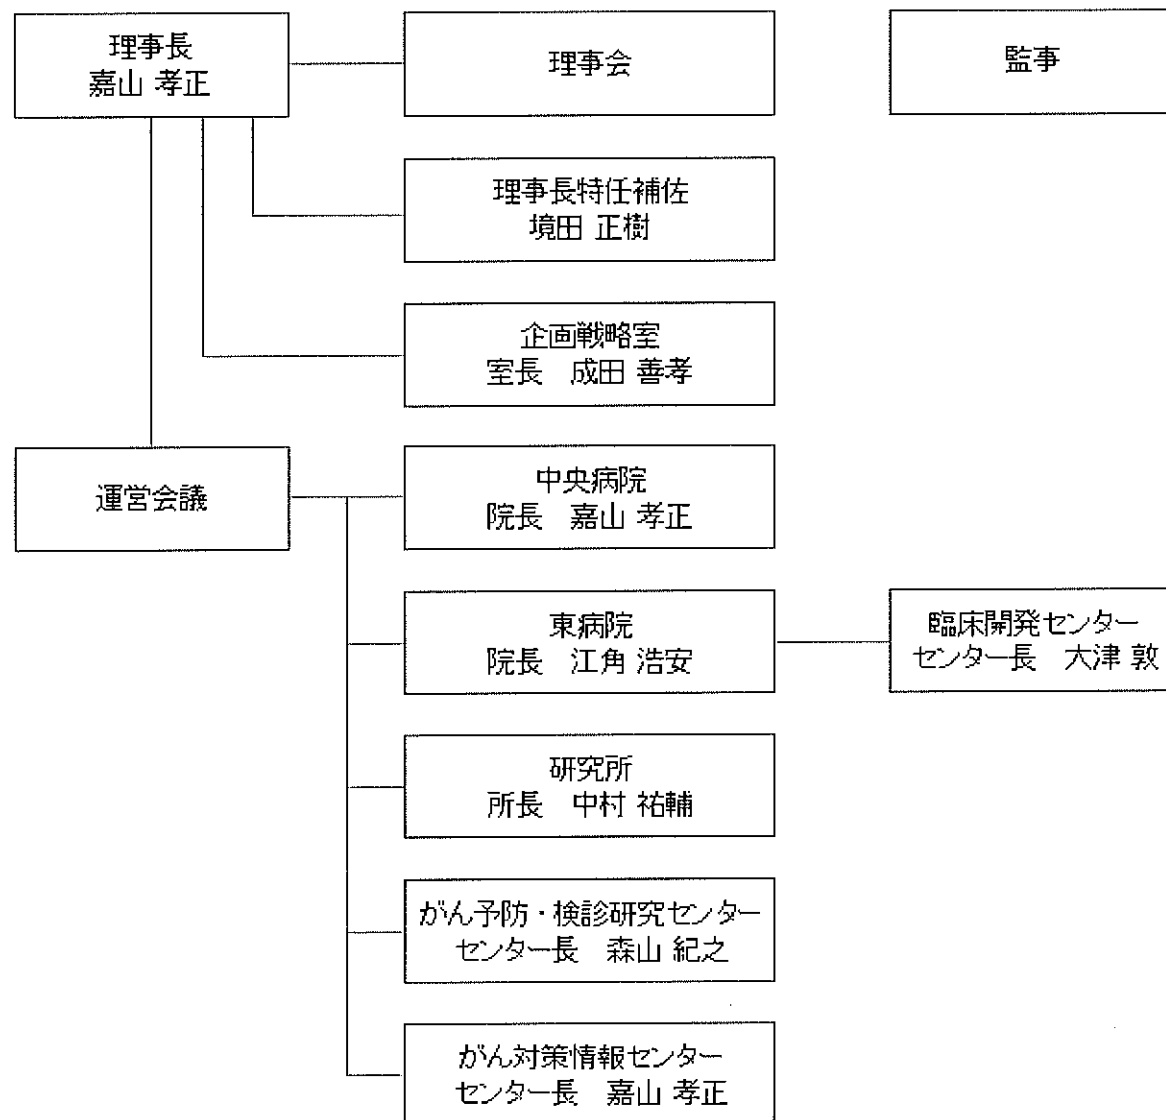 理事長
嘉山 孝正
理事会
監事
理事長特任補佐
境田 正樹
企画戦略室
室長　成田 善孝
運営会議
中央病院
院長　嘉山 孝正
東病院
院長　江角 浩安
臨床開発センター
センター長　大津 敦
研究所
所長　中村 祐輔
がん予防・検診研究センター
センター長　森山 紀之
がん対策情報センター
センター長　嘉山 孝正